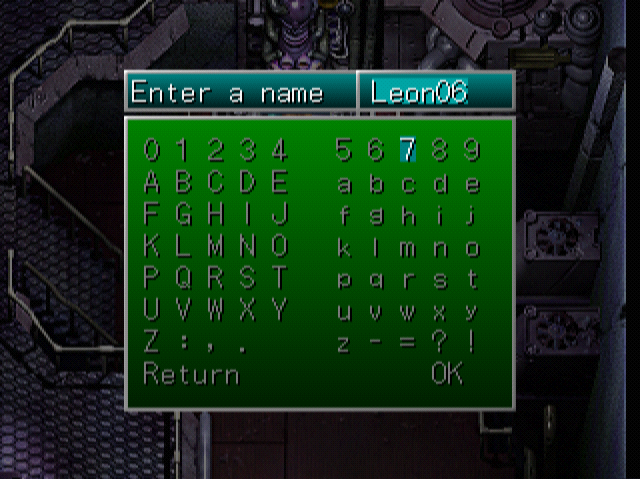 Enter a name Leon06
0 1 2 3 4 5 6 7 8 9
A B C D E a b c d e
F G H I J f g h i j
K L M N O k l m n o
P Q R S T p q r s t
U V W X Y u v w x y
Z : , . z - = ? !
Return OK